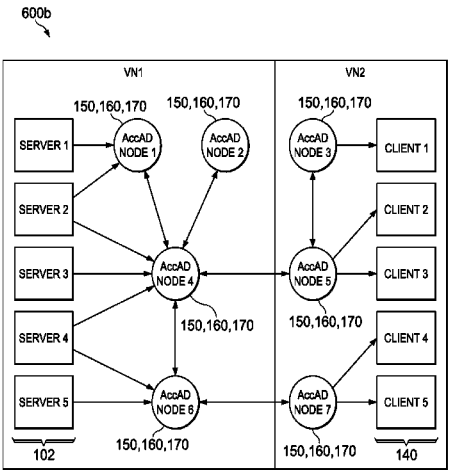 600b
VN1
VN2
150,160,170
150,160,170
150,160,170
SERVER 1
AccAD
NODE 1
AccAD
NODE 2
AccAD
NODE 3
CLIENT 1
SERVER 2
CLIENT 2
SERVER 3
AccAD
NODE 4
AccAD
NODE 5
CLIENT 3
150,160,170
150,160,170
SERVER 4
CLIENT 4
SERVER 5
AccAD
NODE 6
AccAD
NODE 7
CLIENT 5
102
150,160,170
150,160,170
140